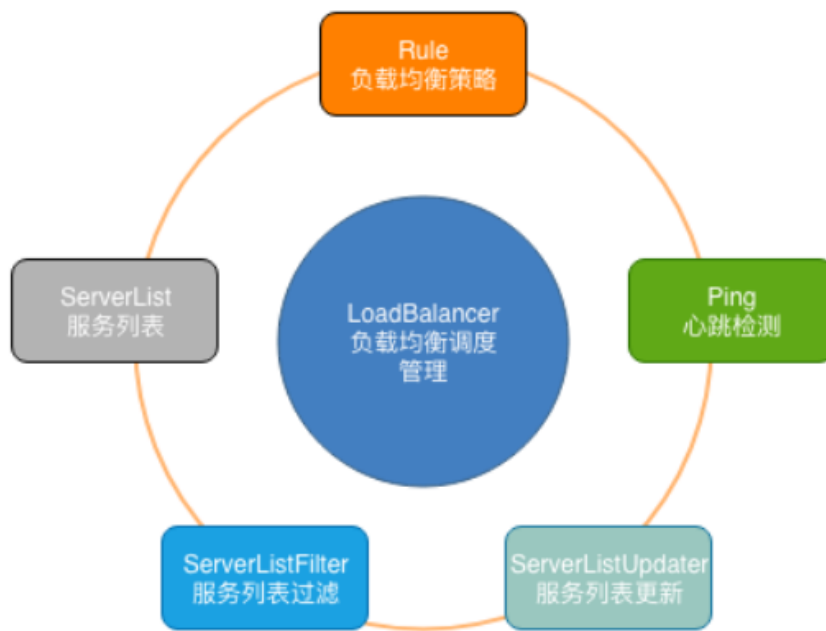 Rule
负载均衡策略
ServerList
服务列表
LoadBalancer
负载均衡调度
管理
Ping
心跳检测
ServerListFilter
服务列表过滤
ServerListUpdater
服务列表更新